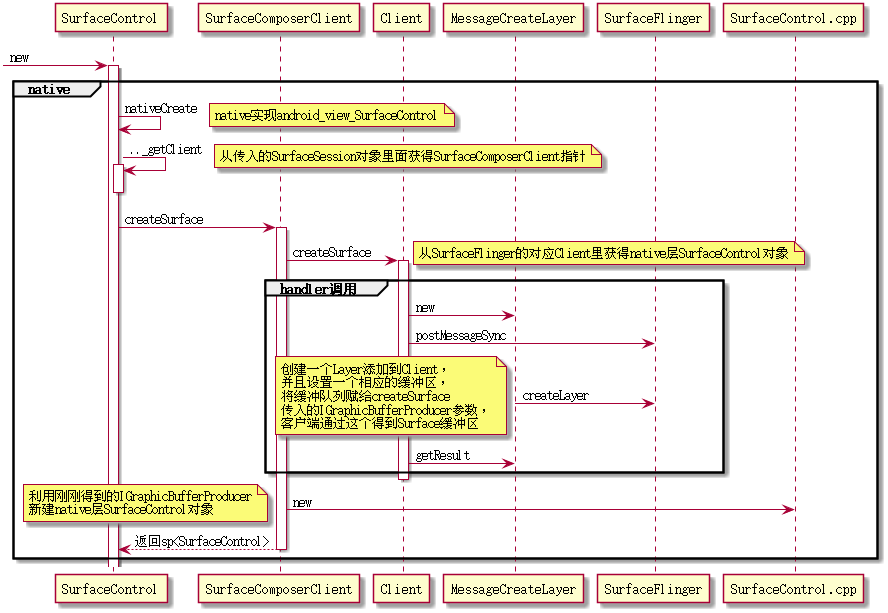 SurfaceControl
SurfaceComposerClient
Client
MessageCreateLayer
SurfaceFlinger
SurfaceControl.cpp
new
native
nativeCreate
native实现android_view_SurfaceControl
.._getClient
从传入的SurfaceSession对象里面获得SurfaceComposerClient指针
createSurface
createSurface
从SurfaceFlinger的对应Client里获得native层SurfaceControl对象
handler调用
new
postMessageSync
创建一个Layer添加到Client，
并且设置一个相应的缓冲区，
将缓冲队列赋给createSurface
传入的IGraphicBufferProducer参数，
客户端通过这个得到Surface缓冲区
createLayer
getResult
利用刚刚得到的IGraphicBufferProducer
新建native层SurfaceControl对象
new
返回sp<SurfaceControl>
SurfaceControl
SurfaceComposerClient
Client
MessageCreateLayer
SurfaceFlinger
SurfaceControl.cpp